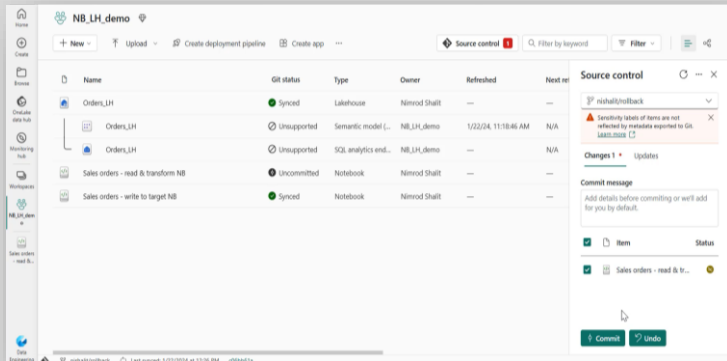 NB_LH_demo
New
Upload
Create deployment pipeline
Create app
Source control 1
Filter by keyword
Filter
Home
Create
Browse
OneLake
data hub
Monitoring
hub
Workspaces
NB_LH_dem
o
Sales orders
- read &...
Data
Engineering
Name
Git status
Type
Owner
Refreshed
Next re
Orders_LH
Synced
Lakehouse
Nimrod Shalit
—
—
Orders_LH
Unsupported
Semantic model (...
NB_LH_demo
1/22/24, 11:18:46 AM
N/A
Orders_LH
Unsupported
SQL analytics end...
NB_LH_demo
—
N/A
Sales orders - read & transform NB
Uncommitted
Notebook
Nimrod Shalit
—
—
Sales orders - write to target NB
Synced
Notebook
Nimrod Shalit
—
—
Source control
nishalit/rollback
Sensitivity labels of items are not
reflected by metadata exported to Git.
Learn more
Changes 1
Updates
Commit message
Add details before commiting or we'll add
for you by default.
Item
Status
Sales orders - read & tr...
Commit
Undo